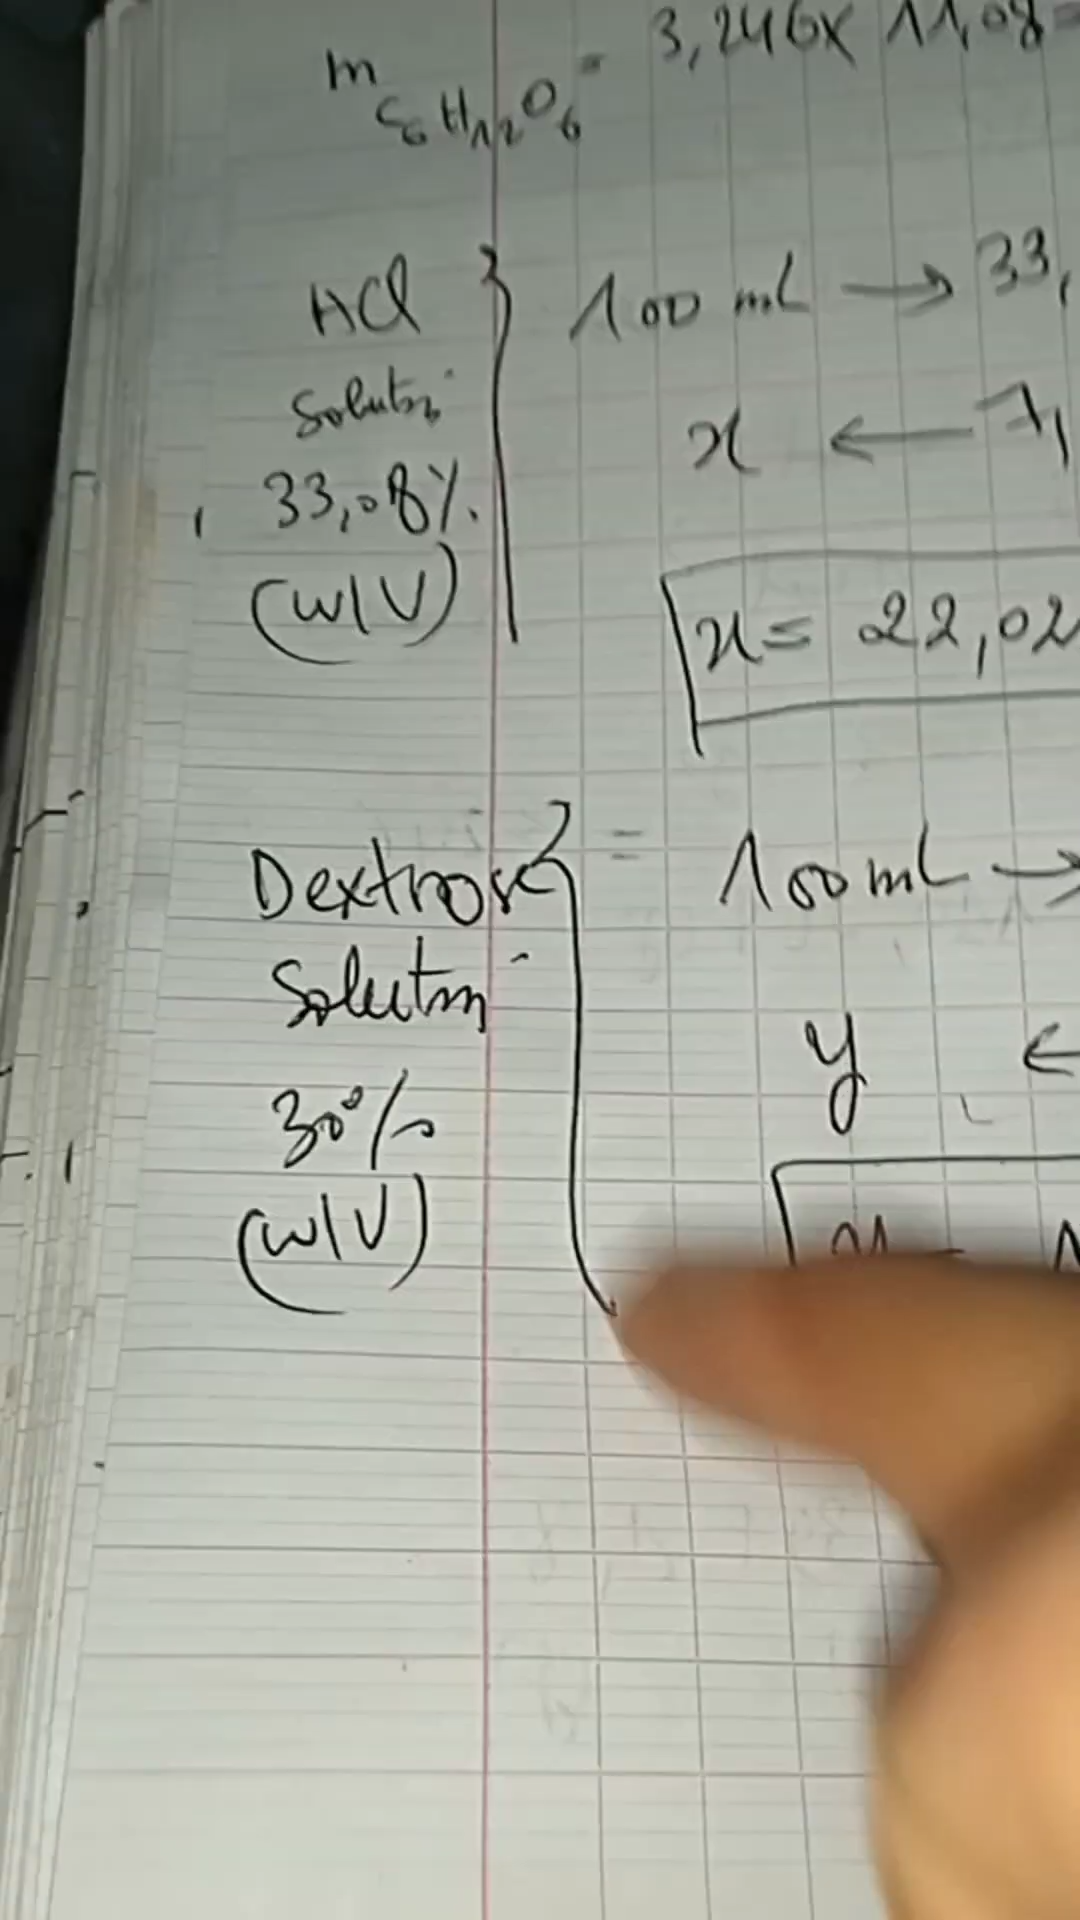 m C6H12O6 = 3,246x 11,08=
HCl
Solution
33,08%
(W/V)
100 mL → 33,
x ← 7,
x = 22,02
Dextrose
Solution
30%
(W/V)
= 100 mL →
y ←